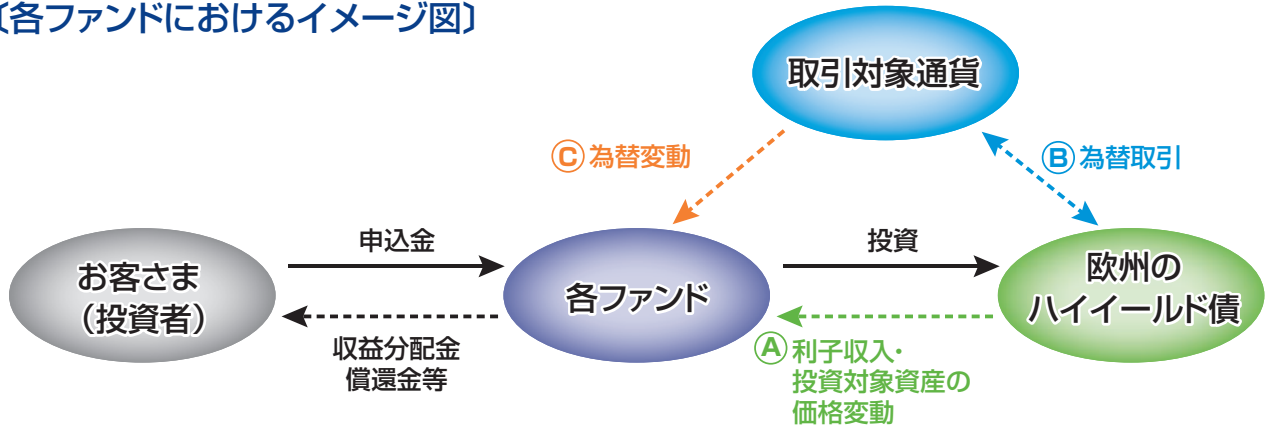 〔各ファンドにおけるイメージ図〕
取引対象通貨
Ⓒ為替変動
Ⓑ為替取引
お客さま
（投資者）
申込金
収益分配金
償還金等
各ファンド
投資
Ⓐ利子収入・
投資対象資産の
価格変動
欧州の
ハイイールド債